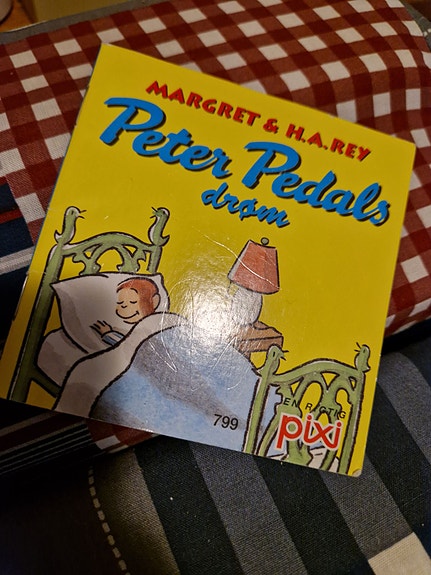 MARGRET & H.A.REY
Peter Pedals
drøm
799
EN RIGTIG
pixi